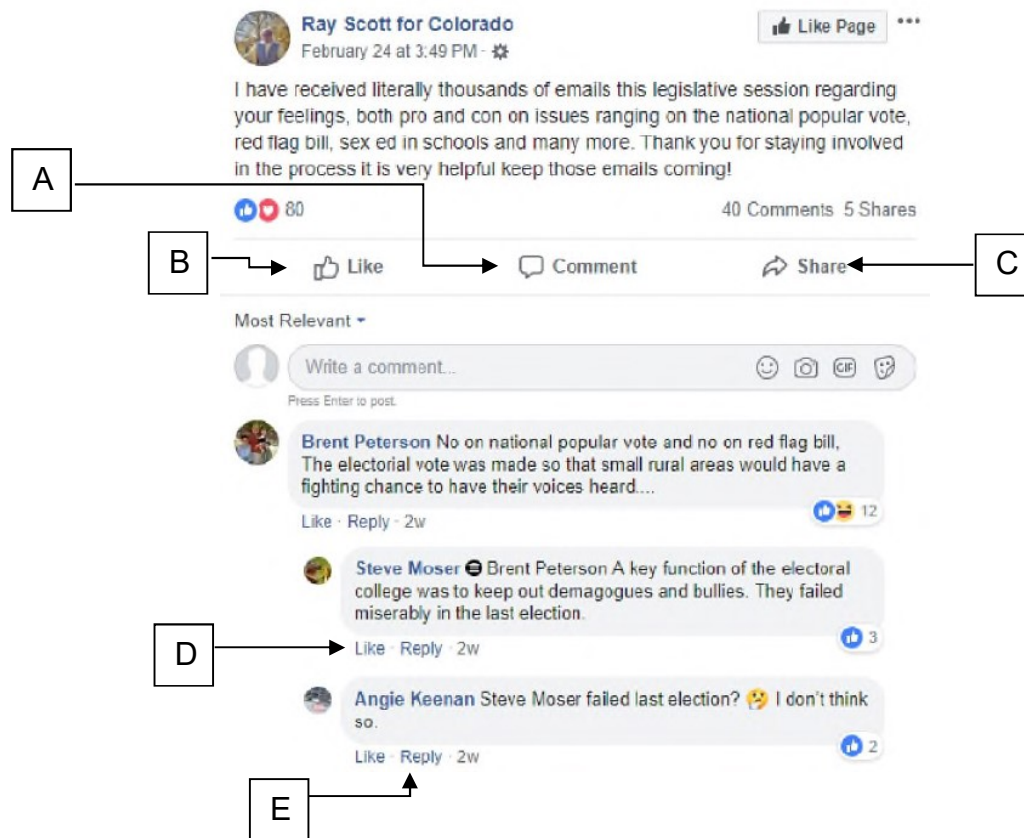 Ray Scott for Colorado
Like Page
February 24 at 3:49 PM
I have received literally thousands of emails this legislative session regarding
your feelings, both pro and con on issues ranging on the national popular vote,
red flag bill, sex ed in schools and many more. Thank you for staying involved
in the process it is very helpful keep those emails coming!
A
80
40 Comments 5 Shares
B
Like
Comment
Share
C
Most Relevant
Write a comment...
GIF
Press Enter to post.
Brent Peterson No on national popular vote and no on red flag bill,
The electorial vote was made so that small rural areas would have a
fighting chance to have their voices heard....
12
Like · Reply · 2w
Steve Moser Brent Peterson A key function of the electoral
college was to keep out demagogues and bullies. They failed
miserably in the last election.
3
D
Like · Reply · 2w
Angie Keenan Steve Moser failed last election? 🤔 I don't think
so.
2
Like · Reply · 2w
E